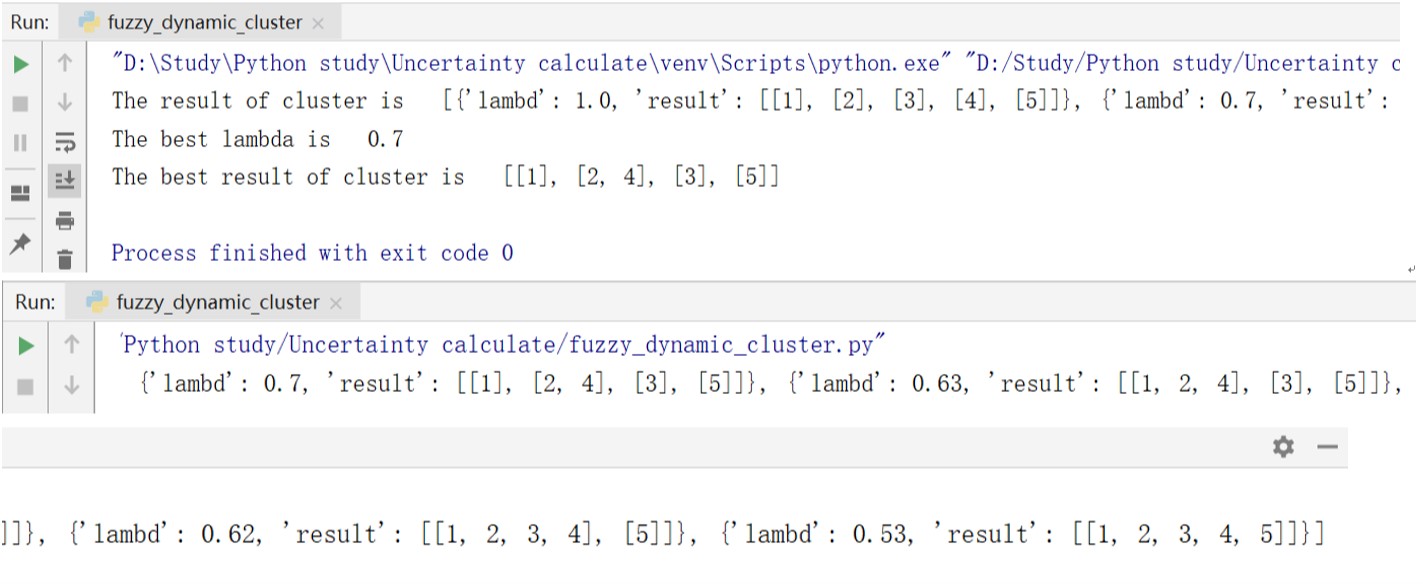 Run: fuzzy_dynamic_cluster ×
"D:\Study\Python study\Uncertainty calculate\venv\Scripts\python.exe" "D:/Study/Python study/Uncertainty c
The result of cluster is  [{'lambd': 1.0, 'result': [[1], [2], [3], [4], [5]]}, {'lambd': 0.7, 'result':
The best lambda is  0.7
The best result of cluster is  [[1], [2, 4], [3], [5]]
Process finished with exit code 0
Run: fuzzy_dynamic_cluster ×
'Python study/Uncertainty calculate/fuzzy_dynamic_cluster.py"
{'lambd': 0.7, 'result': [[1], [2, 4], [3], [5]]}, {'lambd': 0.63, 'result': [[1, 2, 4], [3], [5]]},
]]}, {'lambd': 0.62, 'result': [[1, 2, 3, 4], [5]]}, {'lambd': 0.53, 'result': [[1, 2, 3, 4, 5]]}]